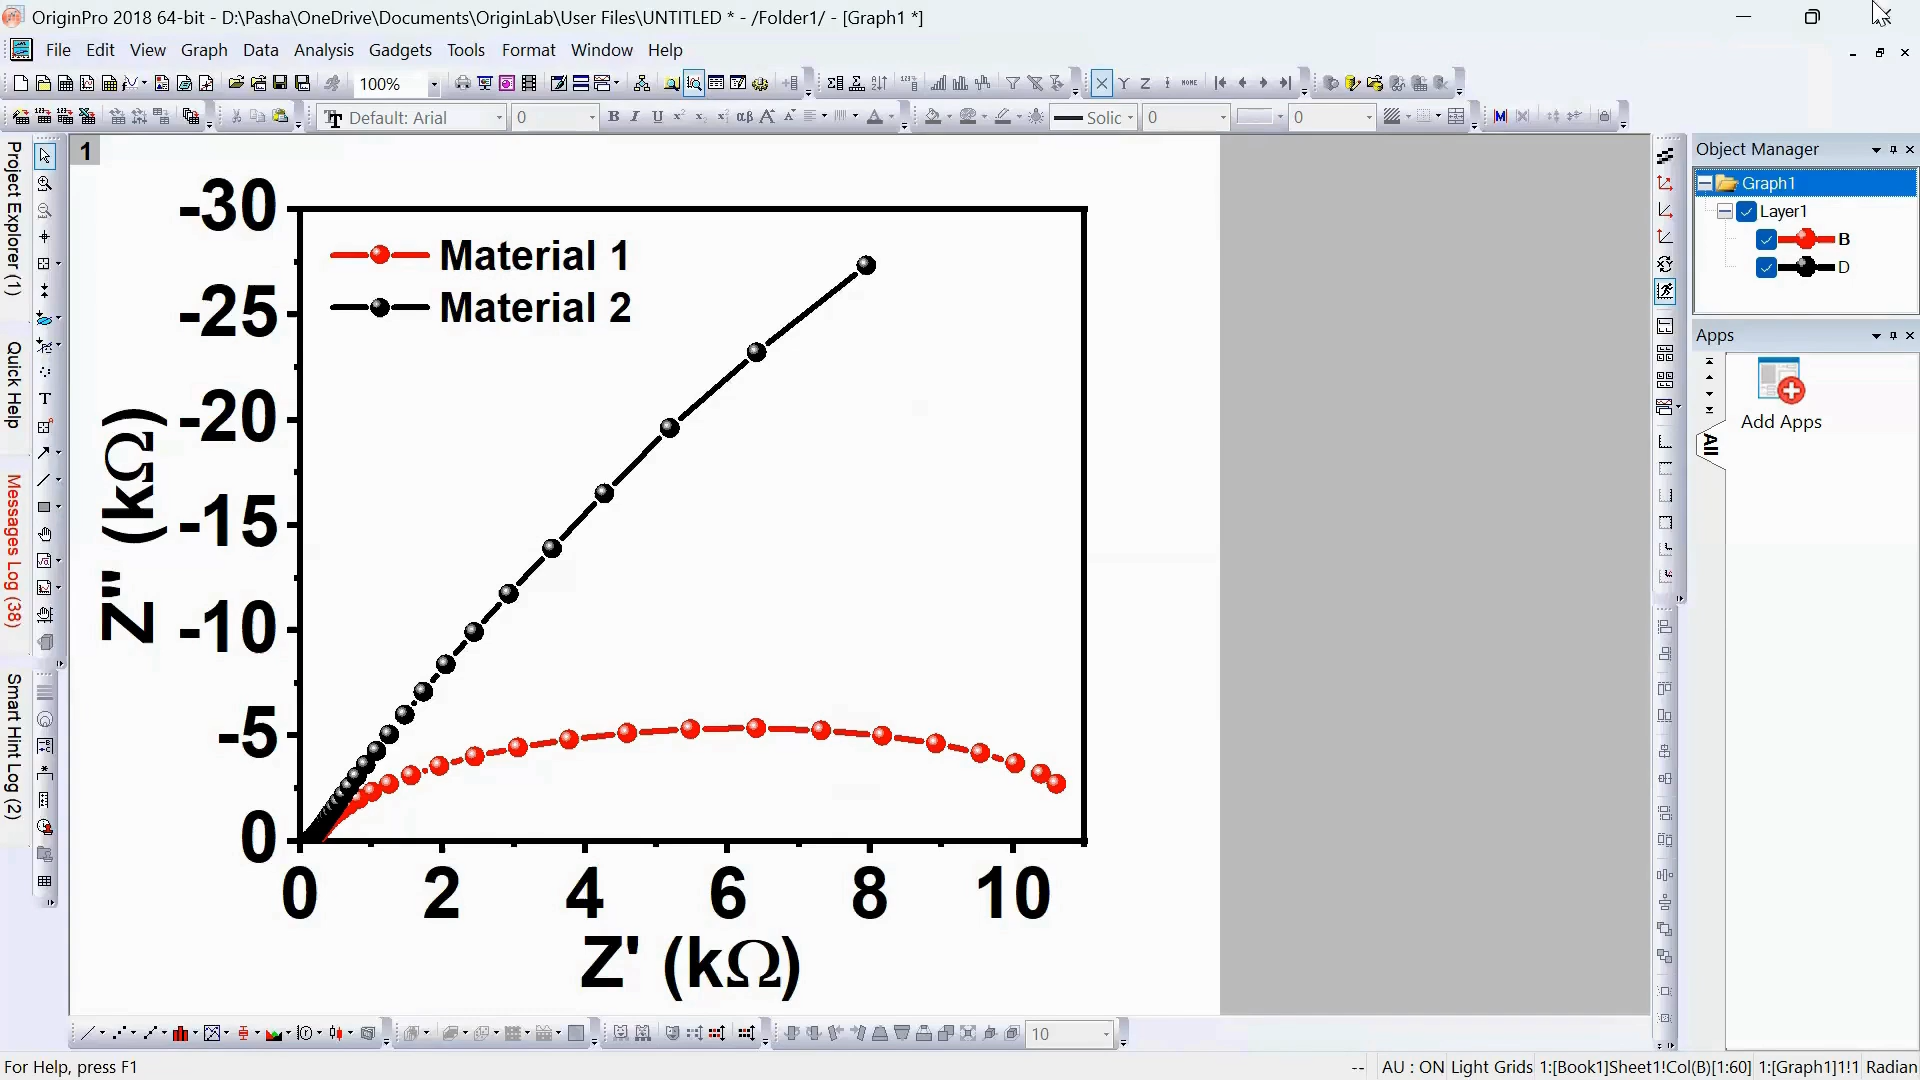 OriginPro 2018 64-bit - D:\Pasha\OneDrive\Documents\OriginLab\User Files\UNTITLED * - /Folder1/ - [Graph1 *]
File Edit View Graph Data Analysis Fitting Gadgets Tools Format Window Help
100%
X Y Z NONE
Default: Arial 0 B I U αβ A A A Solic 0 0
Project Explorer (1)
Quick Help
Messages Log (38)
Smart Hint Log (2)
1
-30
-25
-20
-15
-10
-5
0
Material 1
Material 2
Z'' (kΩ)
0 2 4 6 8 10
Z' (kΩ)
Object Manager
Graph1
Layer1
B
D
Apps
Add Apps
All
10
For Help, press F1
-- AU : ON Light Grids 1:[Book1]Sheet1!Col(B)[1:60] 1:[Graph1]1!1 Radian